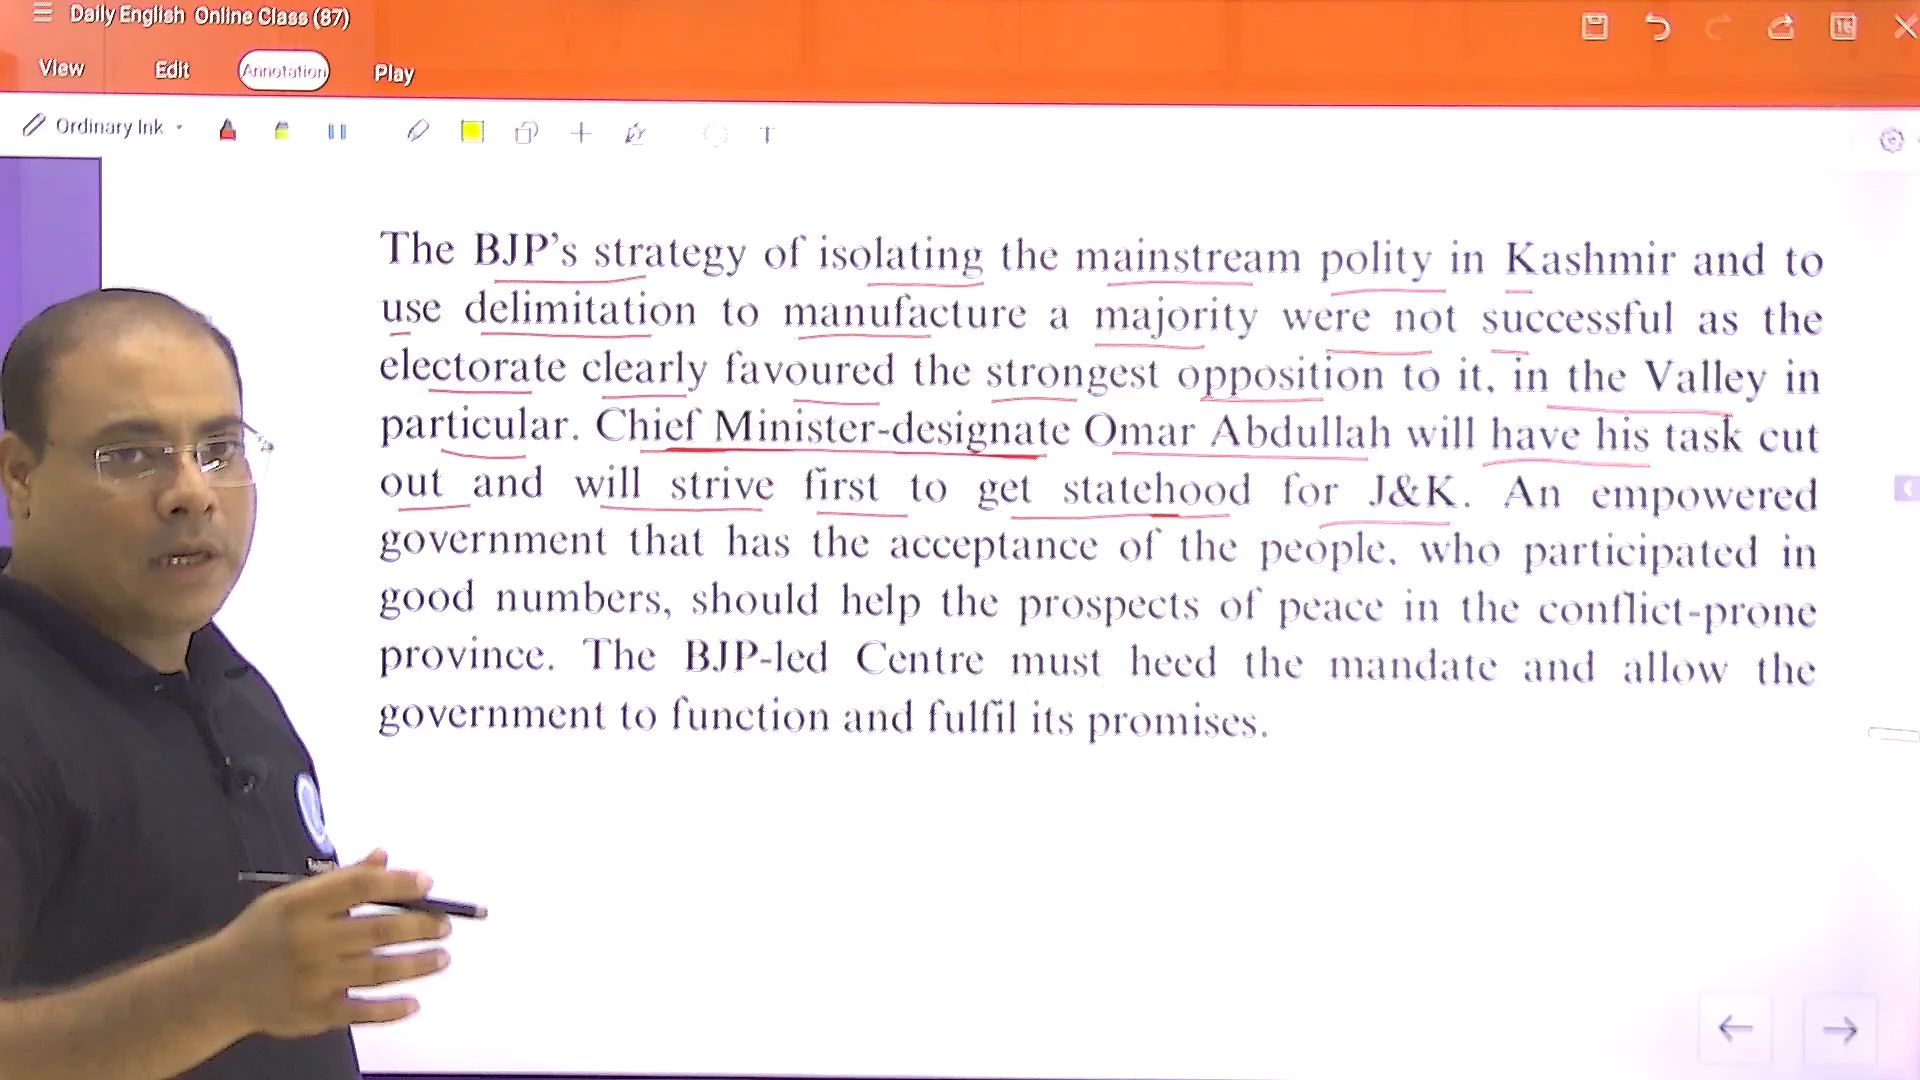 Daily English Online Class (87)
View Edit Annotation Play
Ordinary Ink
The BJP's strategy of isolating the mainstream polity in Kashmir and to
use delimitation to manufacture a majority were not successful as the
electorate clearly favoured the strongest opposition to it, in the Valley in
particular. Chief Minister-designate Omar Abdullah will have his task cut
out and will strive first to get statehood for J&K. An empowered
government that has the acceptance of the people, who participated in
good numbers, should help the prospects of peace in the conflict-prone
province. The BJP-led Centre must heed the mandate and allow the
government to function and fulfil its promises.